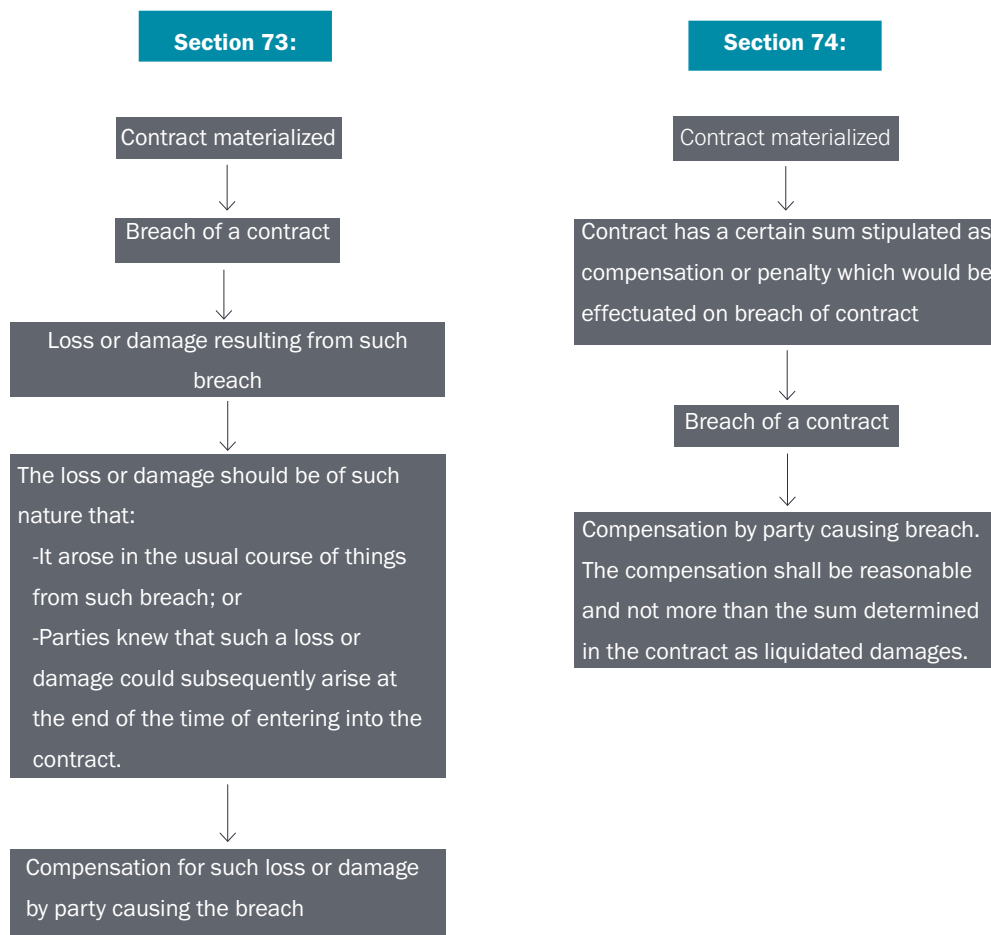 Section 73:
Contract materialized
Breach of a contract
Loss or damage resulting from such
breach
The loss or damage should be of such
nature that:
-It arose in the usual course of things
from such breach; or
-Parties knew that such a loss or
damage could subsequently arise at
the end of the time of entering into the
contract.
Compensation for such loss or damage
by party causing the breach
Section 74:
Contract materialized
Contract has a certain sum stipulated as
compensation or penalty which would be
effectuated on breach of contract
Breach of a contract
Compensation by party causing breach.
The compensation shall be reasonable
and not more than the sum determined
in the contract as liquidated damages.